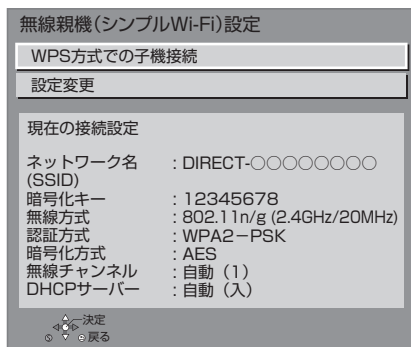 無線親機(シンプルWi-Fi)設定
WPS方式での子機接続
設定変更
現在の接続設定
ネットワーク名 : DIRECT-○○○○○○○○
(SSID)
暗号化キー : 12345678
無線方式 : 802.11n/g (2.4GHz/20MHz)
認証方式 : WPA2-PSK
暗号化方式 : AES
無線チャンネル : 自動 (1)
DHCPサーバー : 自動 (入)
決定
戻る